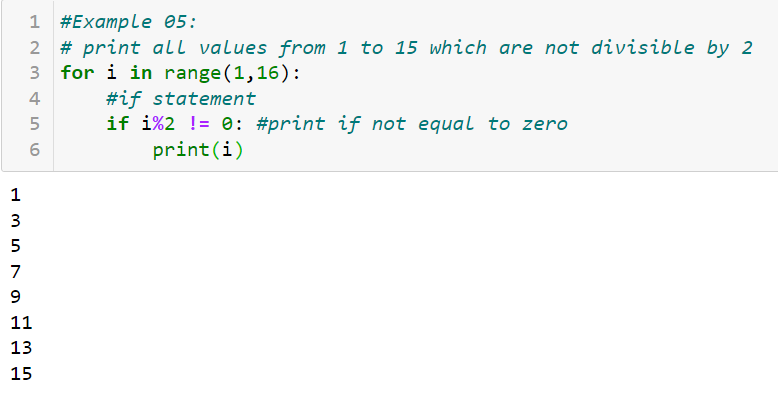 1 #Example 05:
2 # print all values from 1 to 15 which are not divisible by 2
3 for i in range(1,16):
4     #if statement
5     if i%2 != 0: #print if not equal to zero
6         print(i)
1
3
5
7
9
11
13
15